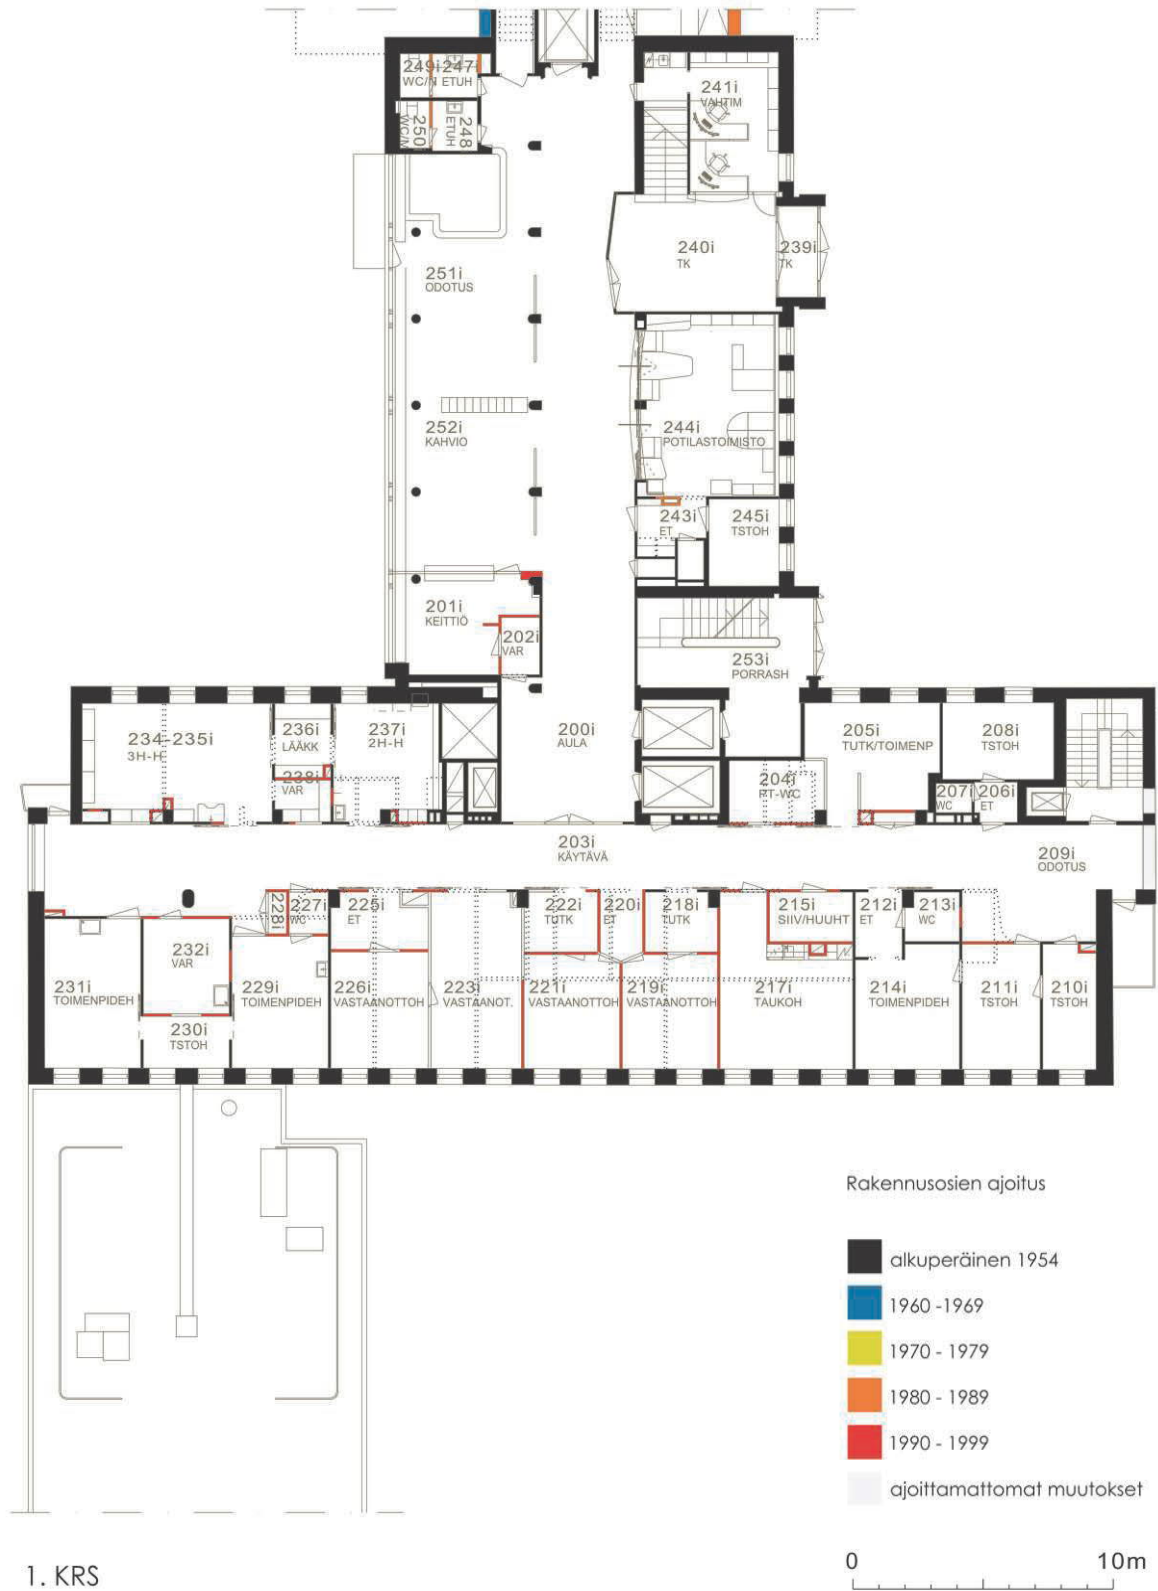 249i 247i
WC/N ETUH
250i
WC/M
248
ETUH
241i
VAHTIM
240i
TK
239i
TK
251i
ODOTUS
252i
KAHVIO
244i
POTILASTOIMISTO
243i
ET
245i
TSTOH
201i
KEITTIÖ
202i
VAR
253i
PORRASH
234-235i
3H-H
236i
LÄÄKK
237i
2H-H
238i
VAR
200i
AULA
205i
TUTK/TOIMENP
208i
TSTOH
204i
ET-WC
207i
WC
206i
ET
203i
KÄYTÄVÄ
209i
ODOTUS
228i
227i
WC
225i
ET
222i
TUTK
220i
ET
218i
TUTK
215i
SIIV/HUUHT
212i
ET
213i
WC
232i
VAR
231i
TOIMENPIDEH
230i
TSTOH
229i
TOIMENPIDEH
226i
VASTAANOTTOH
223i
VASTAANOT.
221i
VASTAANOTTOH
219i
VASTAANOTTOH
217i
TAUKOH
214i
TOIMENPIDEH
211i
TSTOH
210i
TSTOH
Rakennusosien ajoitus
alkuperäinen 1954
1960 -1969
1970 - 1979
1980 - 1989
1990 - 1999
ajoittamattomat muutokset
0 10m
1. KRS